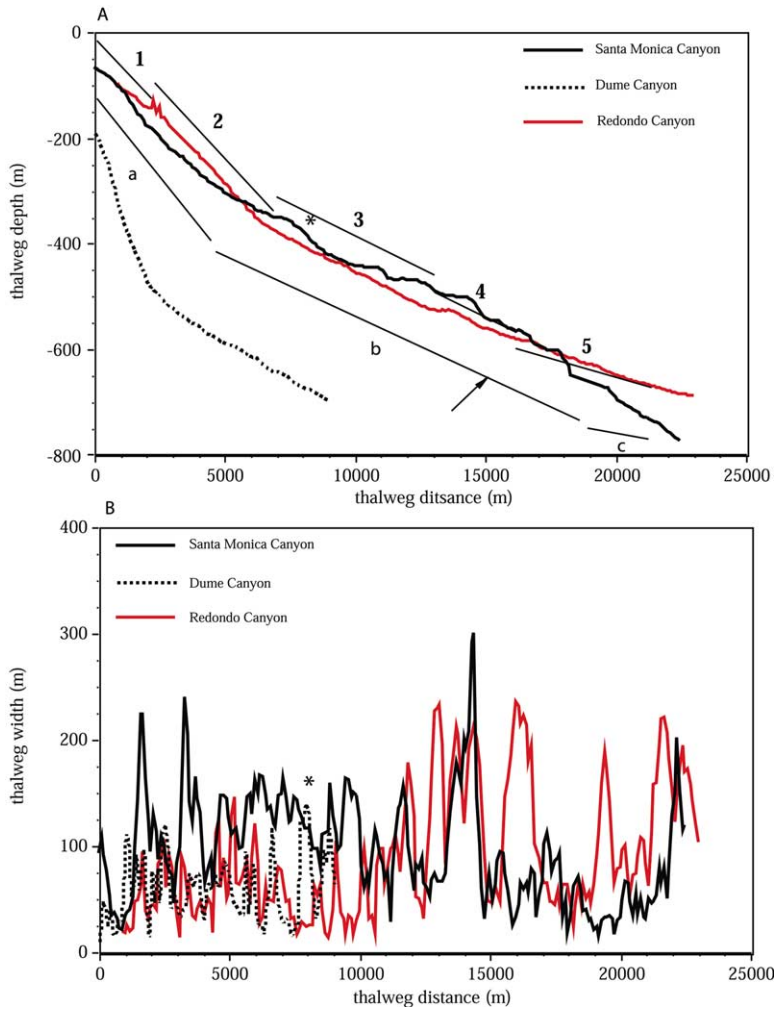 A
-0
-200
-400
-600
-800
thalweg depth (m)
1
2
3
4
5
a
b
c
*
Santa Monica Canyon
Dume Canyon
Redondo Canyon
0
5000
10000
15000
20000
25000
thalweg ditsance (m)
B
400
300
200
100
0
thalweg width (m)
Santa Monica Canyon
Dume Canyon
Redondo Canyon
*
0
5000
10000
15000
20000
25000
thalweg distance (m)